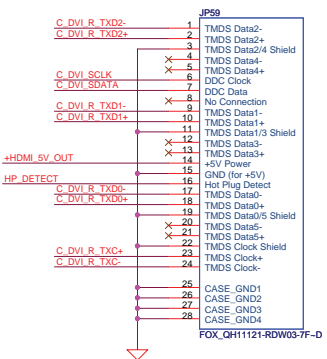 JP59
C_DVI_R_TXD2- 1 TMDS Data2-
C_DVI_R_TXD2+ 2 TMDS Data2+
3 TMDS Data2/4 Shield
4 TMDS Data4-
5 TMDS Data4+
C_DVI_SCLK 6 DDC Clock
C_DVI_SDATA 7 DDC Data
8 No Connection
C_DVI_R_TXD1- 9 TMDS Data1-
C_DVI_R_TXD1+ 10 TMDS Data1+
11 TMDS Data1/3 Shield
12 TMDS Data3-
13 TMDS Data3+
+HDMI_5V_OUT 14 +5V Power
15 GND (for +5V)
HP_DETECT 16 Hot Plug Detect
C_DVI_R_TXD0- 17 TMDS Data0-
C_DVI_R_TXD0+ 18 TMDS Data0+
19 TMDS Data0/5 Shield
20 TMDS Data5-
21 TMDS Data5+
22 TMDS Clock Shield
C_DVI_R_TXC+ 23 TMDS Clock+
C_DVI_R_TXC- 24 TMDS Clock-
25 CASE_GND1
26 CASE_GND2
27 CASE_GND3
28 CASE_GND4
FOX_QH11121-RDW03-7F~D